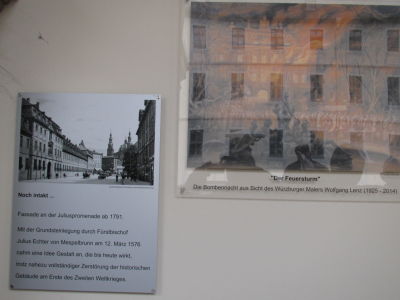 Noch intakt ...
Fassade an der Juliuspromenade ab 1791.
Mit der Grundsteinlegung durch Fürstbischof
Julius Echter von Mespelbrunn am 12. März 1576
nahm eine Idee Gestalt an, die bis heute wirkt,
trotz nahezu vollständiger Zerstörung der historischen
Gebäude am Ende des Zweiten Weltkrieges.
"Der Feuersturm"
Die Bombennacht aus Sicht des Würzburger Malers Wolfgang Lenz (1925 - 2014)